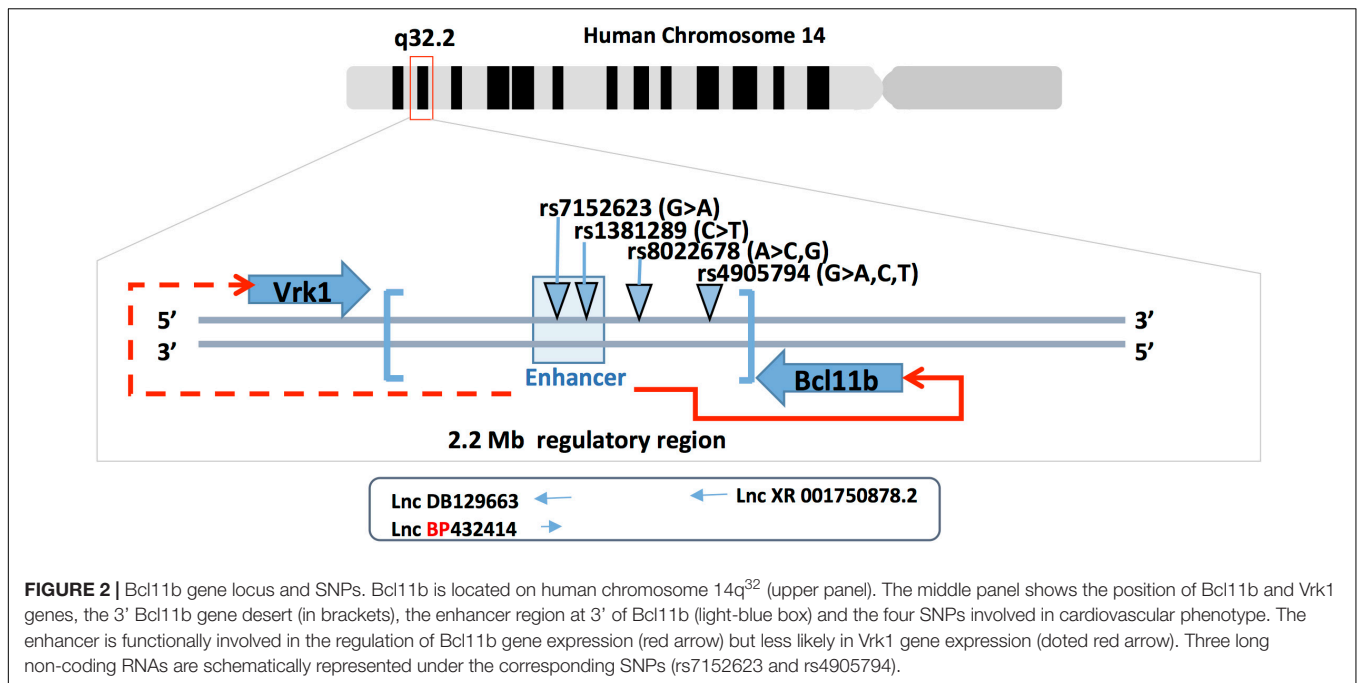 q32.2 Human Chromosome 14
rs7152623 (G>A)
rs1381289 (C>T)
rs8022678 (A>C,G)
rs4905794 (G>A,C,T)
Vrk1
5’ 3’
3’ 5’
Enhancer Bcl11b
2.2 Mb regulatory region
Lnc DB129663 Lnc XR 001750878.2
Lnc BP432414
FIGURE 2 | Bcl11b gene locus and SNPs. Bcl11b is located on human chromosome 14q32 (upper panel). The middle panel shows the position of Bcl11b and Vrk1
genes, the 3’ Bcl11b gene desert (in brackets), the enhancer region at 3’ of Bcl11b (light-blue box) and the four SNPs involved in cardiovascular phenotype. The
enhancer is functionally involved in the regulation of Bcl11b gene expression (red arrow) but less likely in Vrk1 gene expression (doted red arrow). Three long
non-coding RNAs are schematically represented under the corresponding SNPs (rs7152623 and rs4905794).